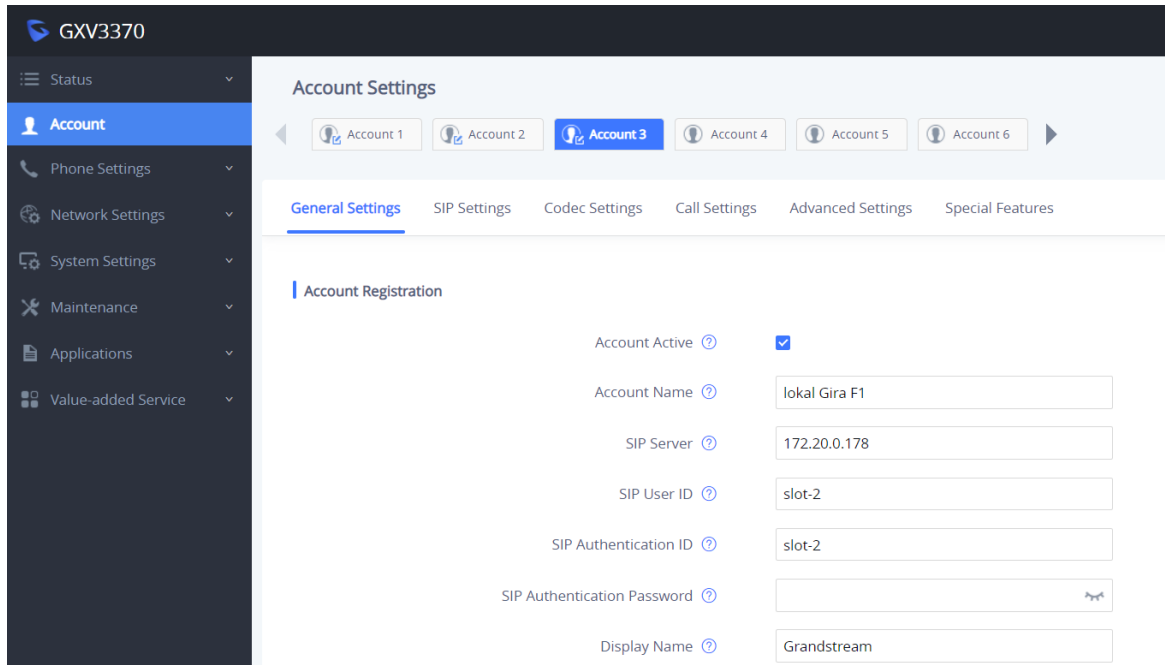 GXV3370
Status
Account
Phone Settings
Network Settings
System Settings
Maintenance
Applications
Value-added Service
Account Settings
Account 1 Account 2 Account 3 Account 4 Account 5 Account 6
General Settings SIP Settings Codec Settings Call Settings Advanced Settings Special Features
Account Registration
Account Active ?
Account Name ? lokal Gira F1
SIP Server ? 172.20.0.178
SIP User ID ? slot-2
SIP Authentication ID ? slot-2
SIP Authentication Password ?
Display Name ? Grandstream